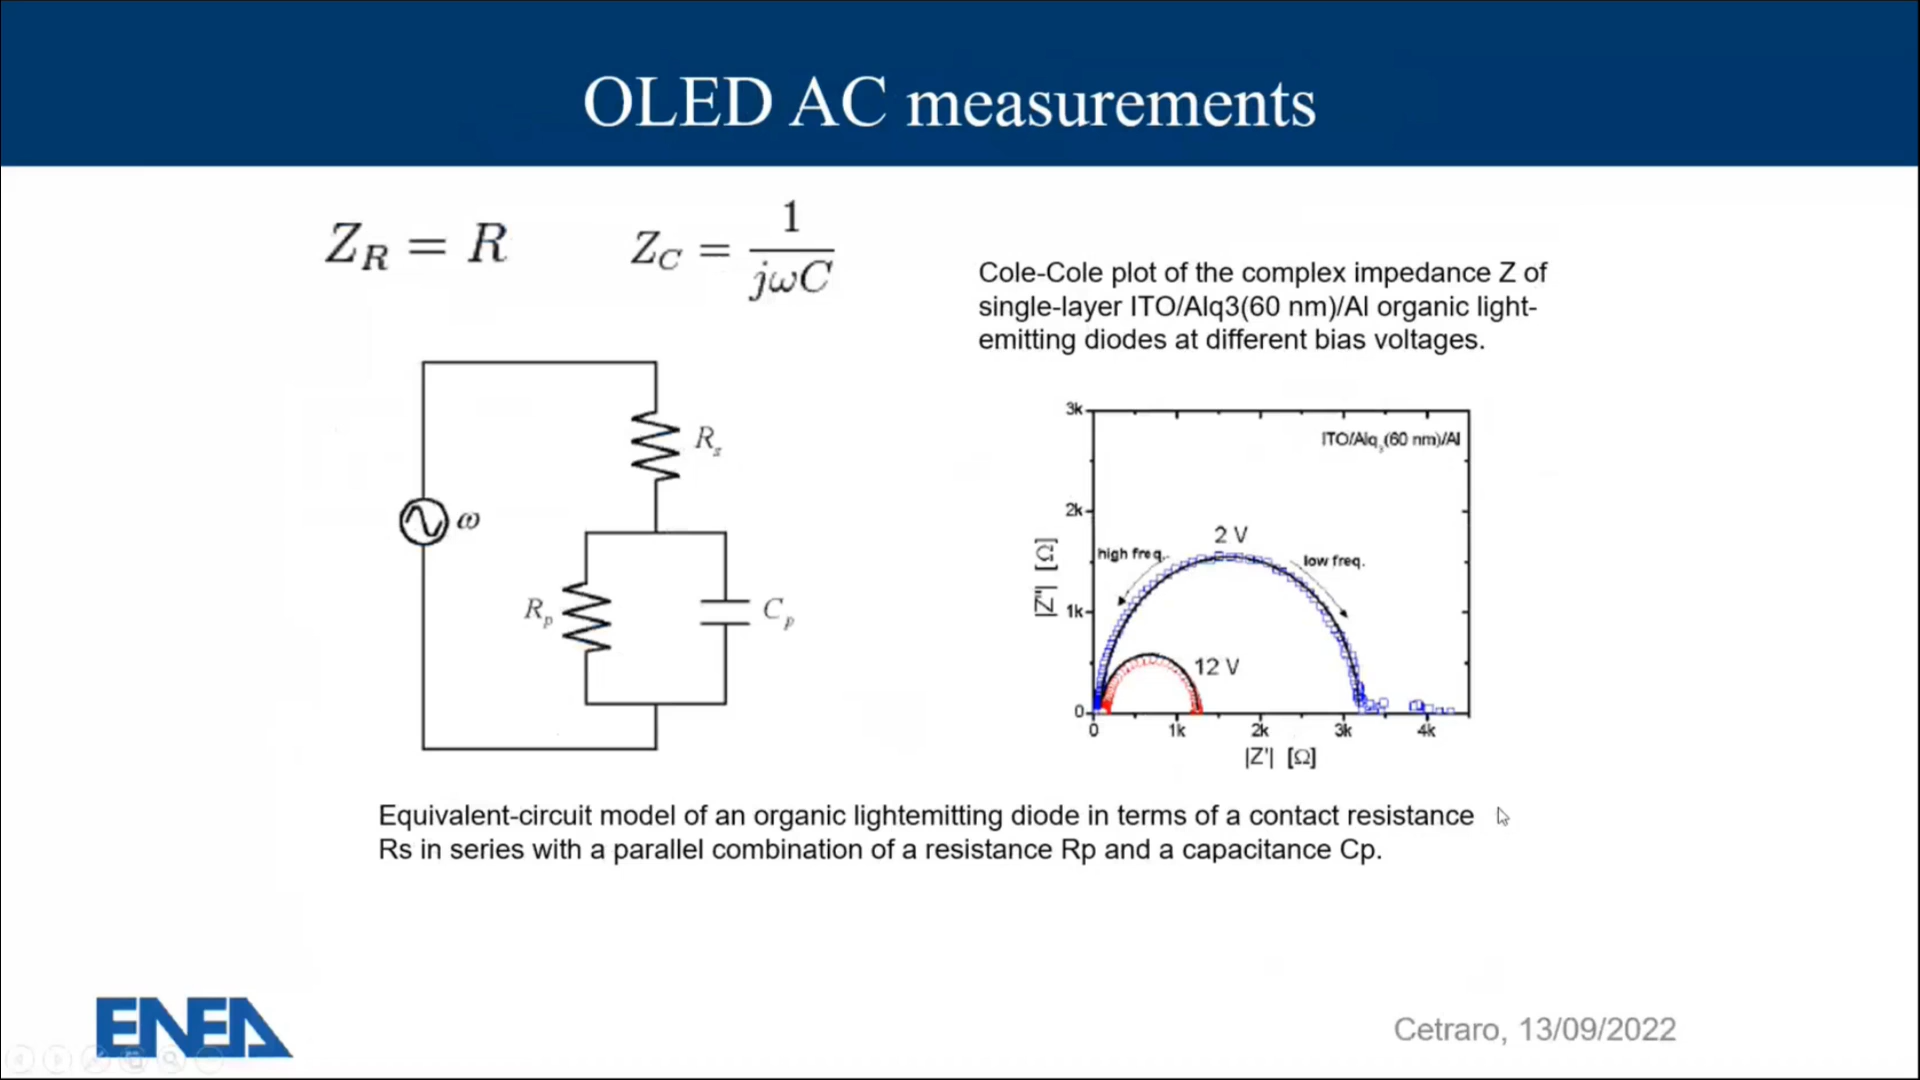 OLED AC measurements
Z_R = R
Z_C = 1/jωC
Cole-Cole plot of the complex impedance Z of
single-layer ITO/Alq3(60 nm)/Al organic light-
emitting diodes at different bias voltages.
R_s
ω
R_p
C_p
3k
ITO/Alq_3(60 nm)/Al
2k
2 V
high freq.
low freq.
|Z"| [Ω]
1k
12 V
0
0 1k 2k 3k 4k
|Z'| [Ω]
Equivalent-circuit model of an organic lightemitting diode in terms of a contact resistance
Rs in series with a parallel combination of a resistance Rp and a capacitance Cp.
ENEA
Cetraro, 13/09/2022